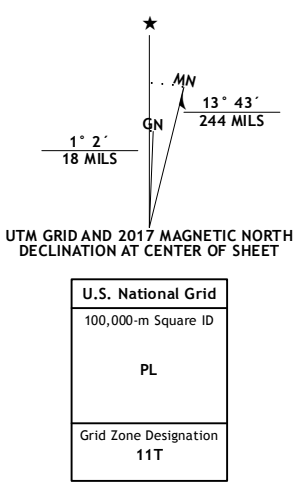 MN
13° 43´
244 MILS
GN
1° 2´
18 MILS
UTM GRID AND 2017 MAGNETIC NORTH
DECLINATION AT CENTER OF SHEET
U.S. National Grid
100,000-m Square ID
PL
Grid Zone Designation
11T